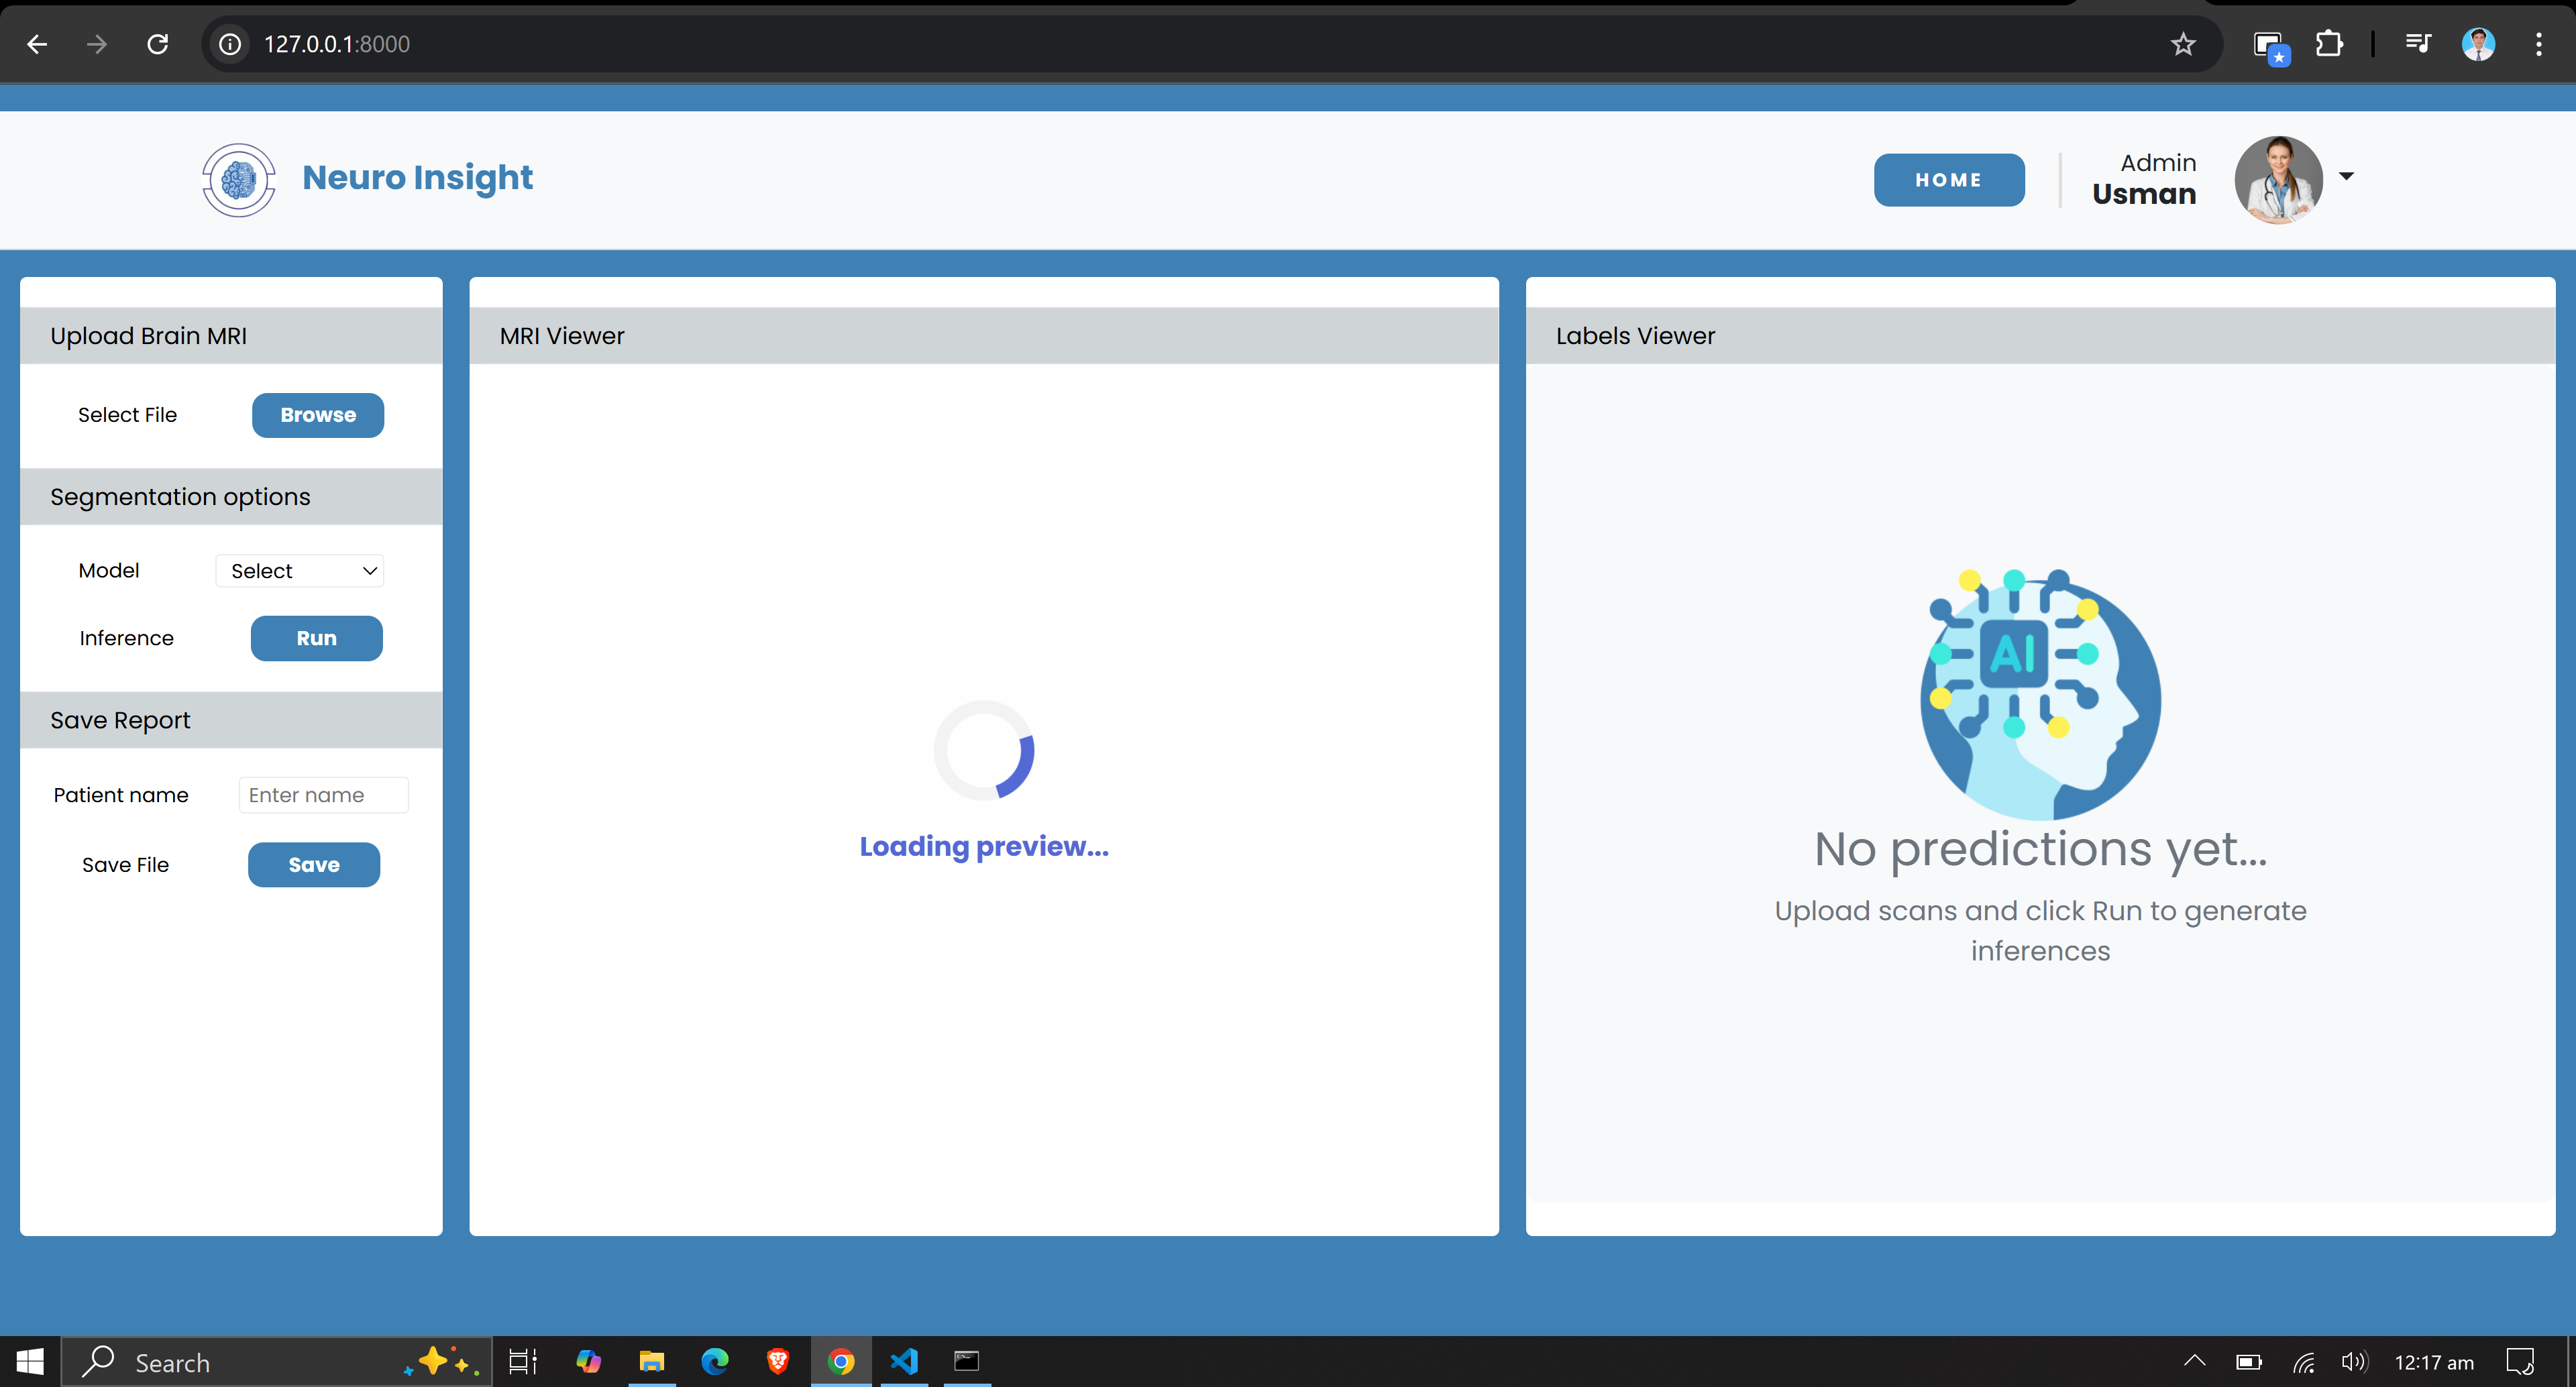 127.0.0.1:8000
Neuro Insight
HOME
Admin
Usman
Upload Brain MRI
Select File
Browse
Segmentation options
Model
Select
Inference
Run
Save Report
Patient name
Enter name
Save File
Save
MRI Viewer
Loading preview...
Labels Viewer
AI
No predictions yet...
Upload scans and click Run to generate
inferences
Search
12:17 am